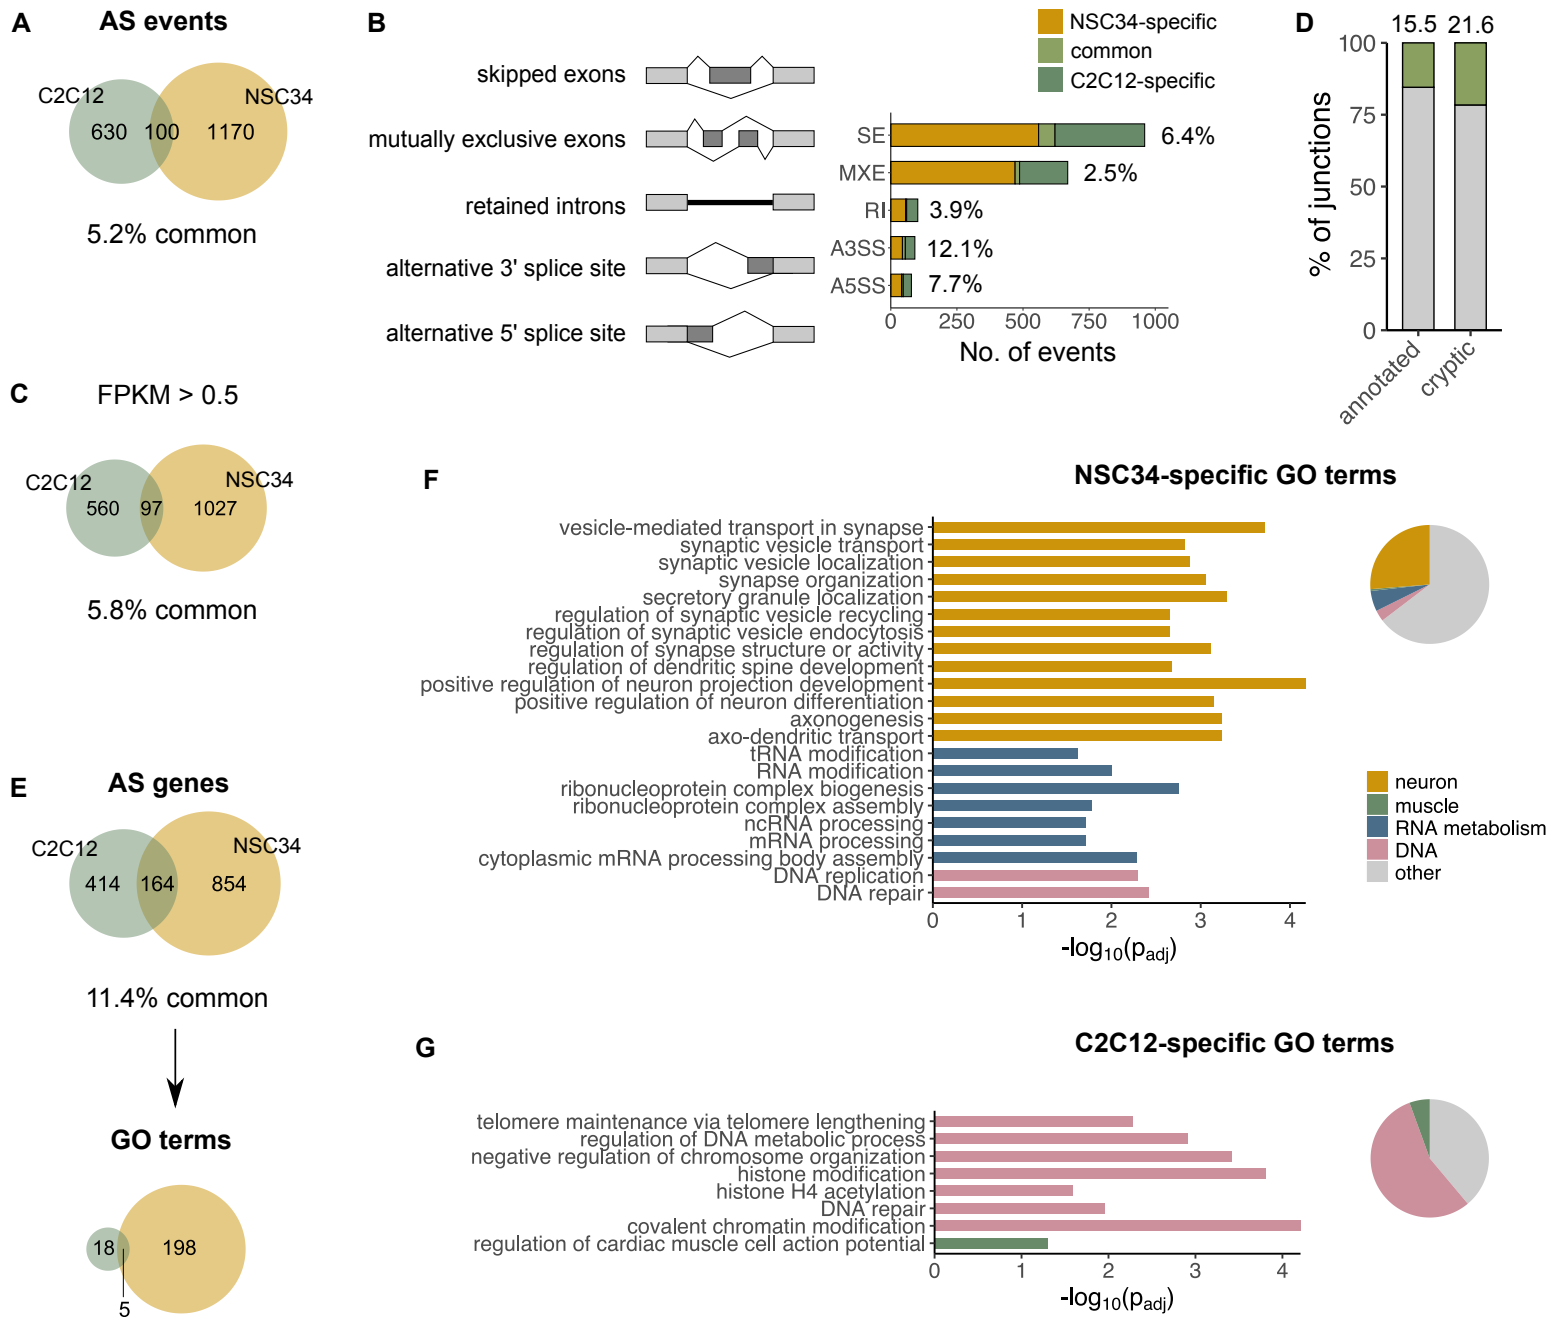 A
AS events
C2C12
NSC34
630
100
1170
5.2% common
B
skipped exons
mutually exclusive exons
retained introns
alternative 3' splice site
alternative 5' splice site
NSC34-specific
common
C2C12-specific
SE
6.4%
MXE
2.5%
RI
3.9%
A3SS
12.1%
A5SS
7.7%
0
250
500
750
1000
No. of events
D
15.5
21.6
100
75
50
25
0
% of junctions
annotated
cryptic
C
FPKM > 0.5
C2C12
NSC34
560
97
1027
5.8% common
E
AS genes
C2C12
NSC34
414
164
854
11.4% common
GO terms
18
198
5
F
NSC34-specific GO terms
vesicle-mediated transport in synapse
synaptic vesicle transport
synaptic vesicle localization
synapse organization
secretory granule localization
regulation of synaptic vesicle recycling
regulation of synaptic vesicle endocytosis
regulation of synapse structure or activity
regulation of dendritic spine development
positive regulation of neuron projection development
positive regulation of neuron differentiation
axonogenesis
axo-dendritic transport
tRNA modification
RNA modification
ribonucleoprotein complex biogenesis
ribonucleoprotein complex assembly
ncRNA processing
mRNA processing
cytoplasmic mRNA processing body assembly
DNA replication
DNA repair
0
1
2
3
4
-log10(padj)
neuron
muscle
RNA metabolism
DNA
other
G
C2C12-specific GO terms
telomere maintenance via telomere lengthening
regulation of DNA metabolic process
negative regulation of chromosome organization
histone modification
histone H4 acetylation
DNA repair
covalent chromatin modification
regulation of cardiac muscle cell action potential
0
1
2
3
4
-log10(padj)